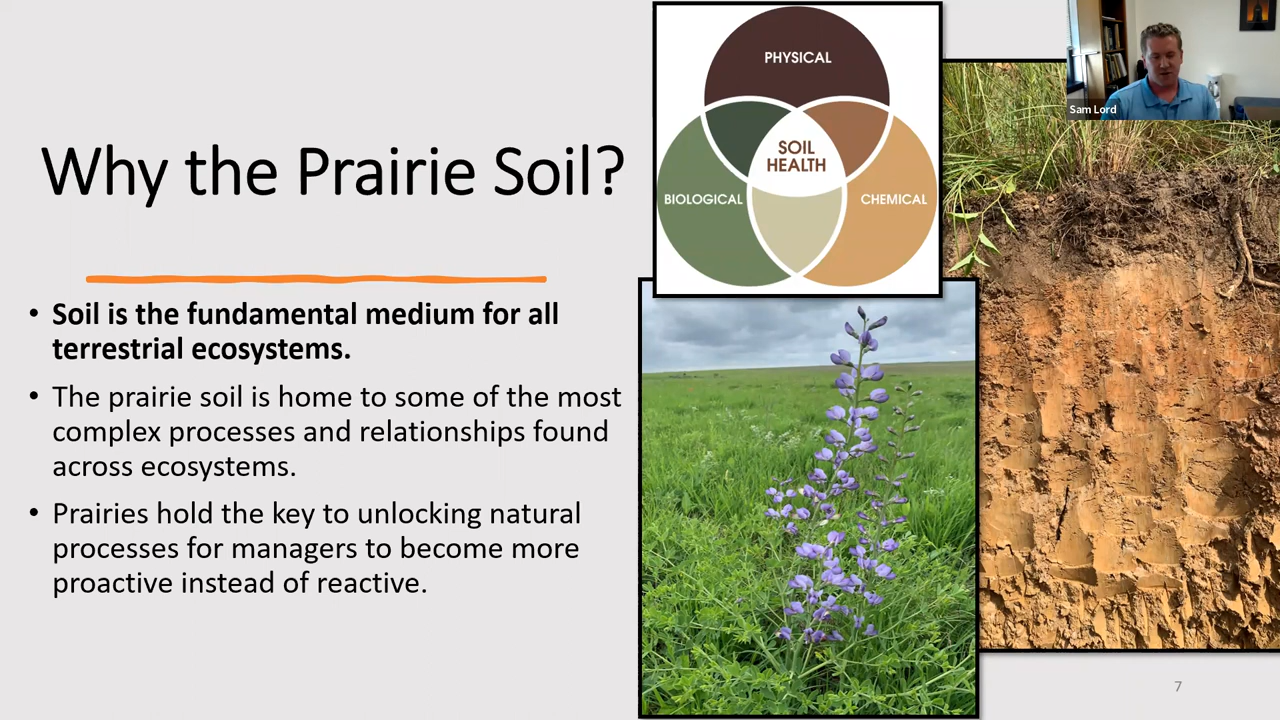 Why the Prairie Soil?
• Soil is the fundamental medium for all
terrestrial ecosystems.
• The prairie soil is home to some of the most
complex processes and relationships found
across ecosystems.
• Prairies hold the key to unlocking natural
processes for managers to become more
proactive instead of reactive.
PHYSICAL
SOIL
HEALTH
BIOLOGICAL
CHEMICAL
Sam Lord
7